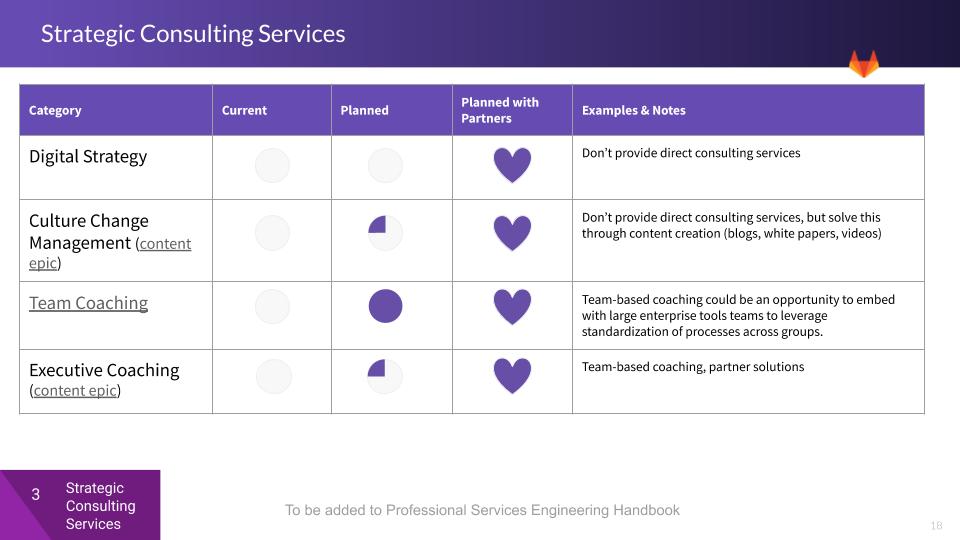 Strategic Consulting Services
Category
Current
Planned
Planned with
Partners
Examples & Notes
Digital Strategy
Don’t provide direct consulting services
Culture Change
Management (content
epic)
Don’t provide direct consulting services, but solve this
through content creation (blogs, white papers, videos)
Team Coaching
Team-based coaching could be an opportunity to embed
with large enterprise tools teams to leverage
standardization of processes across groups.
Executive Coaching
(content epic)
Team-based coaching, partner solutions
3
Strategic
Consulting
Services
To be added to Professional Services Engineering Handbook
18